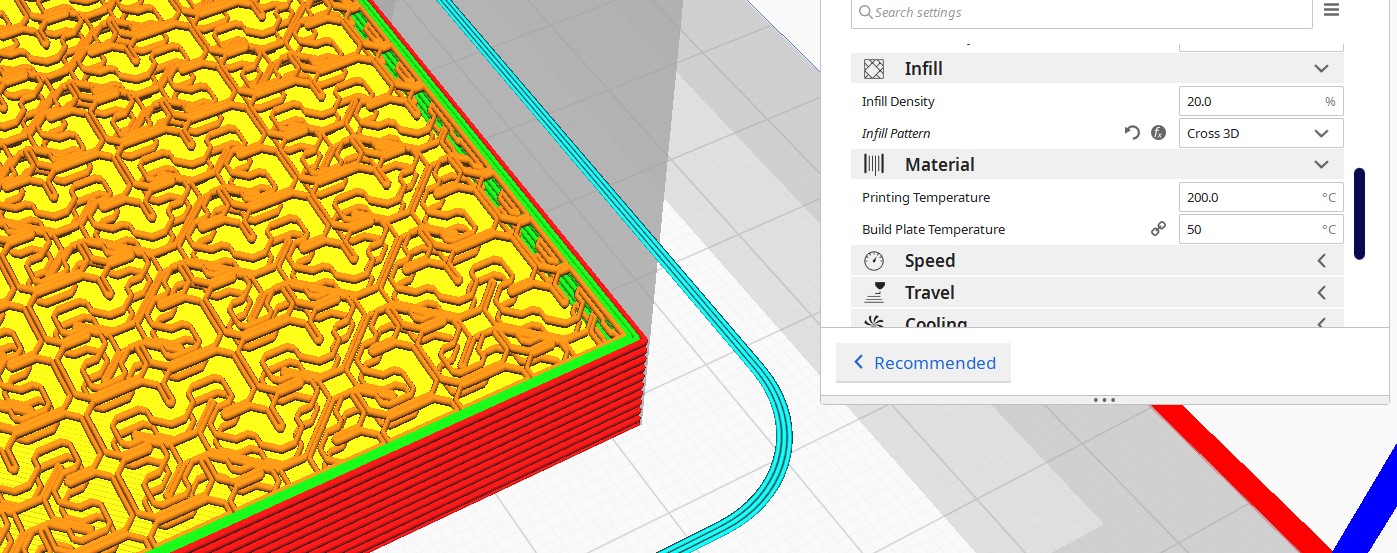 Search settings
Infill
Infill Density 20.0 %
Infill Pattern Cross 3D
Material
Printing Temperature 200.0 °C
Build Plate Temperature 50 °C
Speed
Travel
Cooling
Recommended